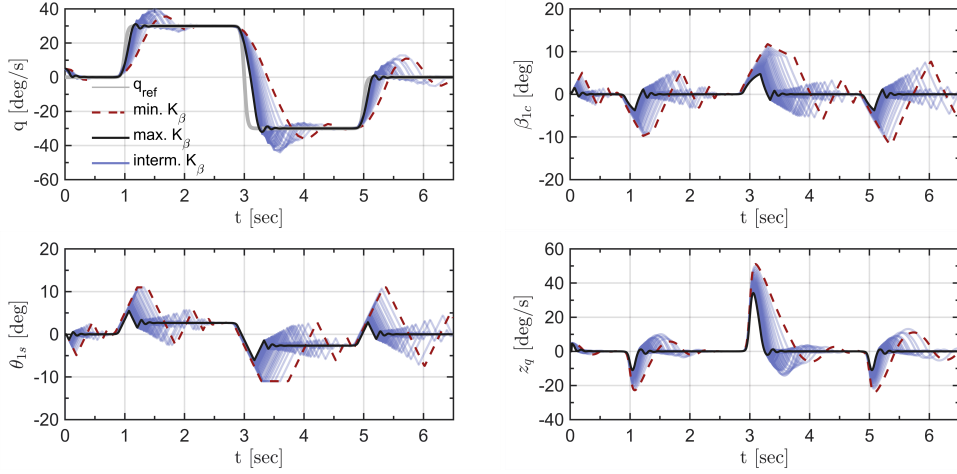 40
20
0
-20
-40
-60
q [deg/s]
q_ref
min. K_β
max. K_β
interm. K_β
0 1 2 3 4 5 6
t [sec]
20
10
0
-10
-20
β_1c [deg]
0 1 2 3 4 5 6
t [sec]
20
10
0
-10
-20
θ_1s [deg]
0 1 2 3 4 5 6
t [sec]
60
40
20
0
-20
-40
z_q [deg/s]
0 1 2 3 4 5 6
t [sec]